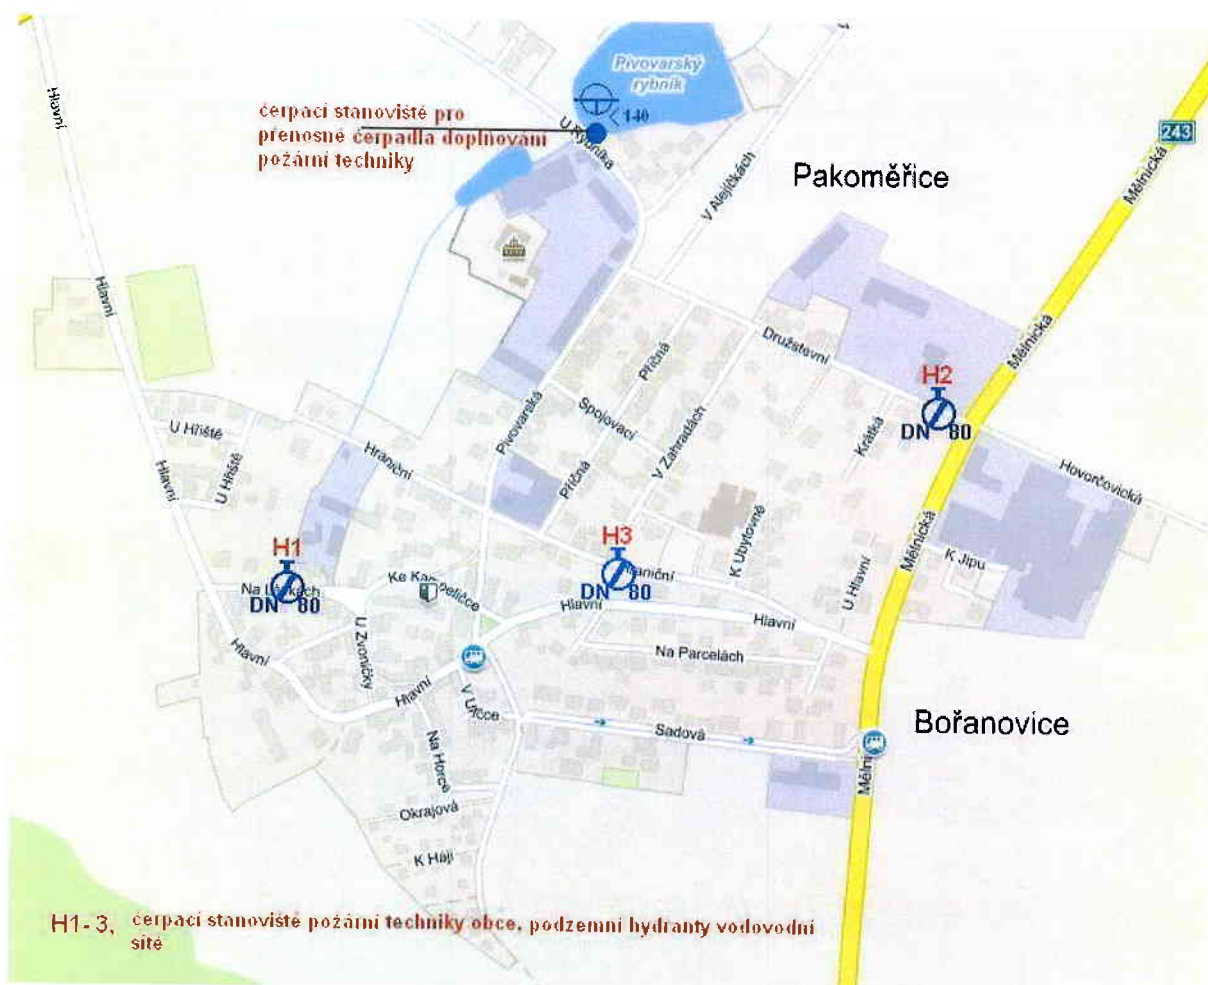 Pivovarský
rybník
čerpací stanoviště pro
přenosné čerpadla doplňování
požární techniky
140
U Rybníka
Hlavní
243
Mělnická
Pakoměřice
V Alejíčkách
Hlavní
Mělnická
Družstevní
Příčná
H2
DN 80
Pivovarská
Spojovací
V Zahradách
Krátká
U Hřiště
U Hřiště
Hlavní
Hraniční
Příčná
Hovorčovická
K Ubytovně
Mělnická
H1
DN 80
Na
H3
DN 80
Hraniční
K Jipu
U Hlavní
Ke
Hlavní
Hlavní
U Zvoničky
Hlavní
Na Parcelách
Hlavní
V
Bořanovice
Sadová
Na Horce
Okrajová
K Háji
H1-3, čerpací stanoviště požární techniky obce, podzemní hydranty vodovodní
sítě